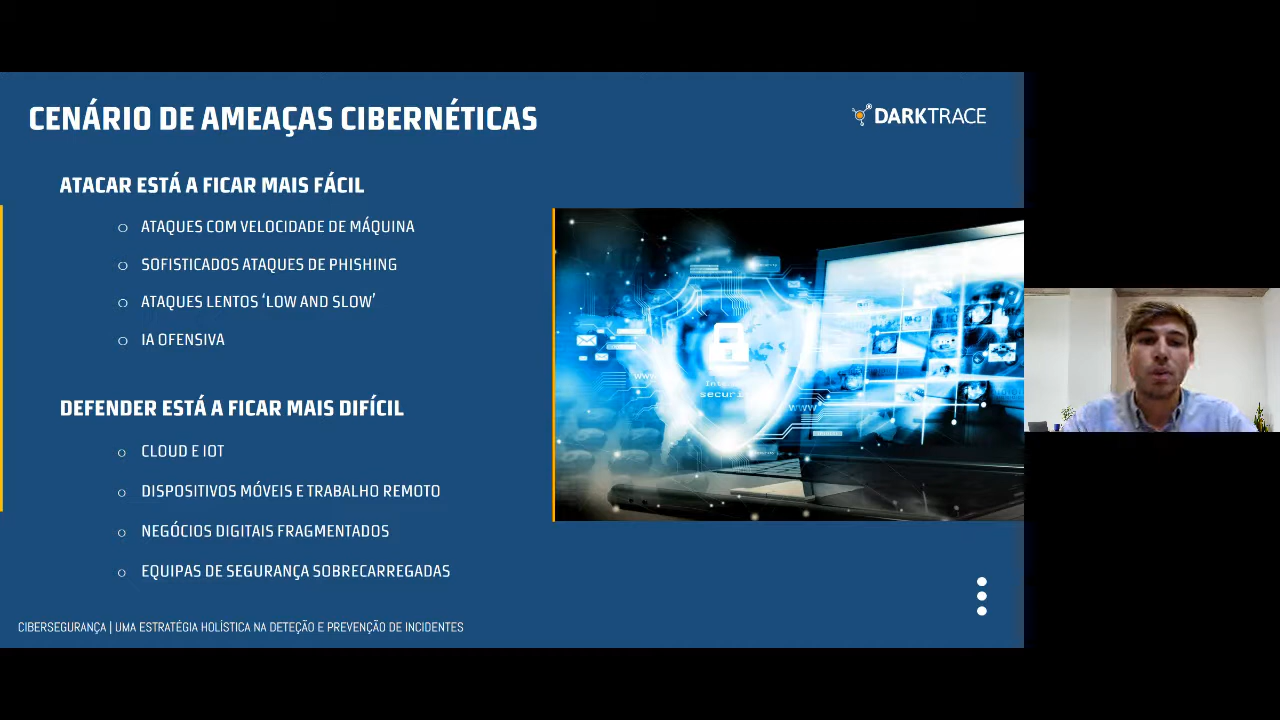 CENÁRIO DE AMEAÇAS CIBERNÉTICAS
DARKTRACE
ATACAR ESTÁ A FICAR MAIS FÁCIL
ATAQUES COM VELOCIDADE DE MÁQUINA
SOFISTICADOS ATAQUES DE PHISHING
ATAQUES LENTOS ‘LOW AND SLOW’
IA OFENSIVA
DEFENDER ESTÁ A FICAR MAIS DIFÍCIL
CLOUD E IOT
DISPOSITIVOS MÓVEIS E TRABALHO REMOTO
NEGÓCIOS DIGITAIS FRAGMENTADOS
EQUIPAS DE SEGURANÇA SOBRECARREGADAS
www
www
CIBERSEGURANÇA | UMA ESTRATÉGIA HOLÍSTICA NA DETEÇÃO E PREVENÇÃO DE INCIDENTES